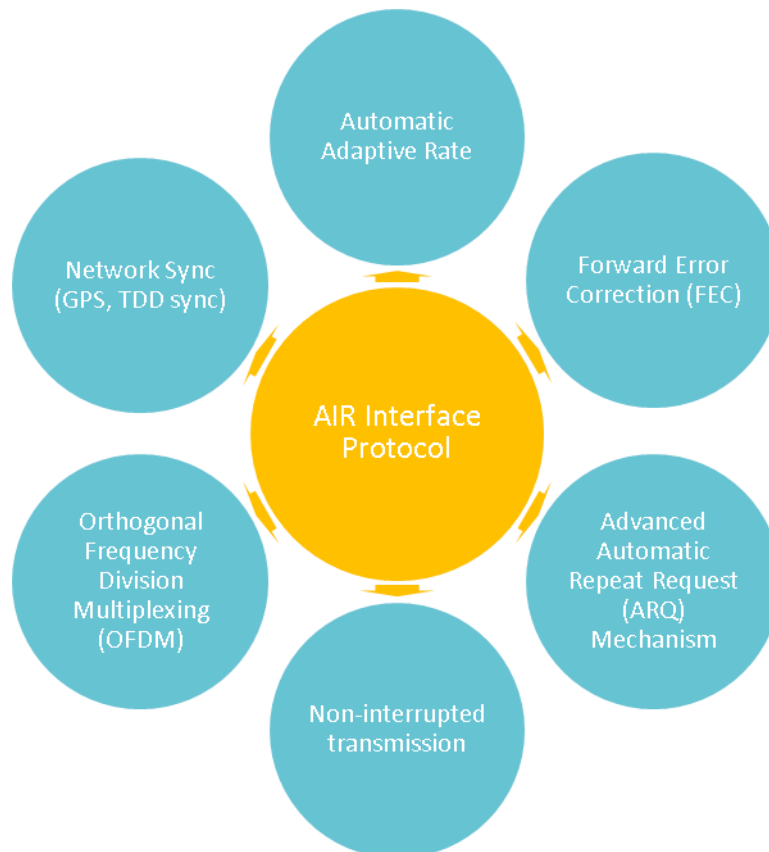 Automatic
Adaptive Rate
Network Sync
(GPS, TDD sync)
Forward Error
Correction (FEC)
AIR Interface
Protocol
Orthogonal
Frequency
Division
Multiplexing
(OFDM)
Advanced
Automatic
Repeat Request
(ARQ)
Mechanism
Non-interrupted
transmission